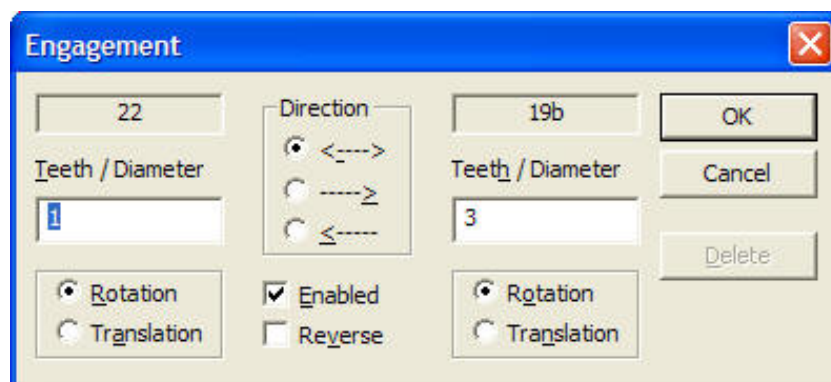 Engagement
22
Direction
19b
OK
<---->
Teeth / Diameter
Teeth / Diameter
Cancel
----->
1
3
<-----
Delete
Rotation
Enabled
Rotation
Translation
Reverse
Translation